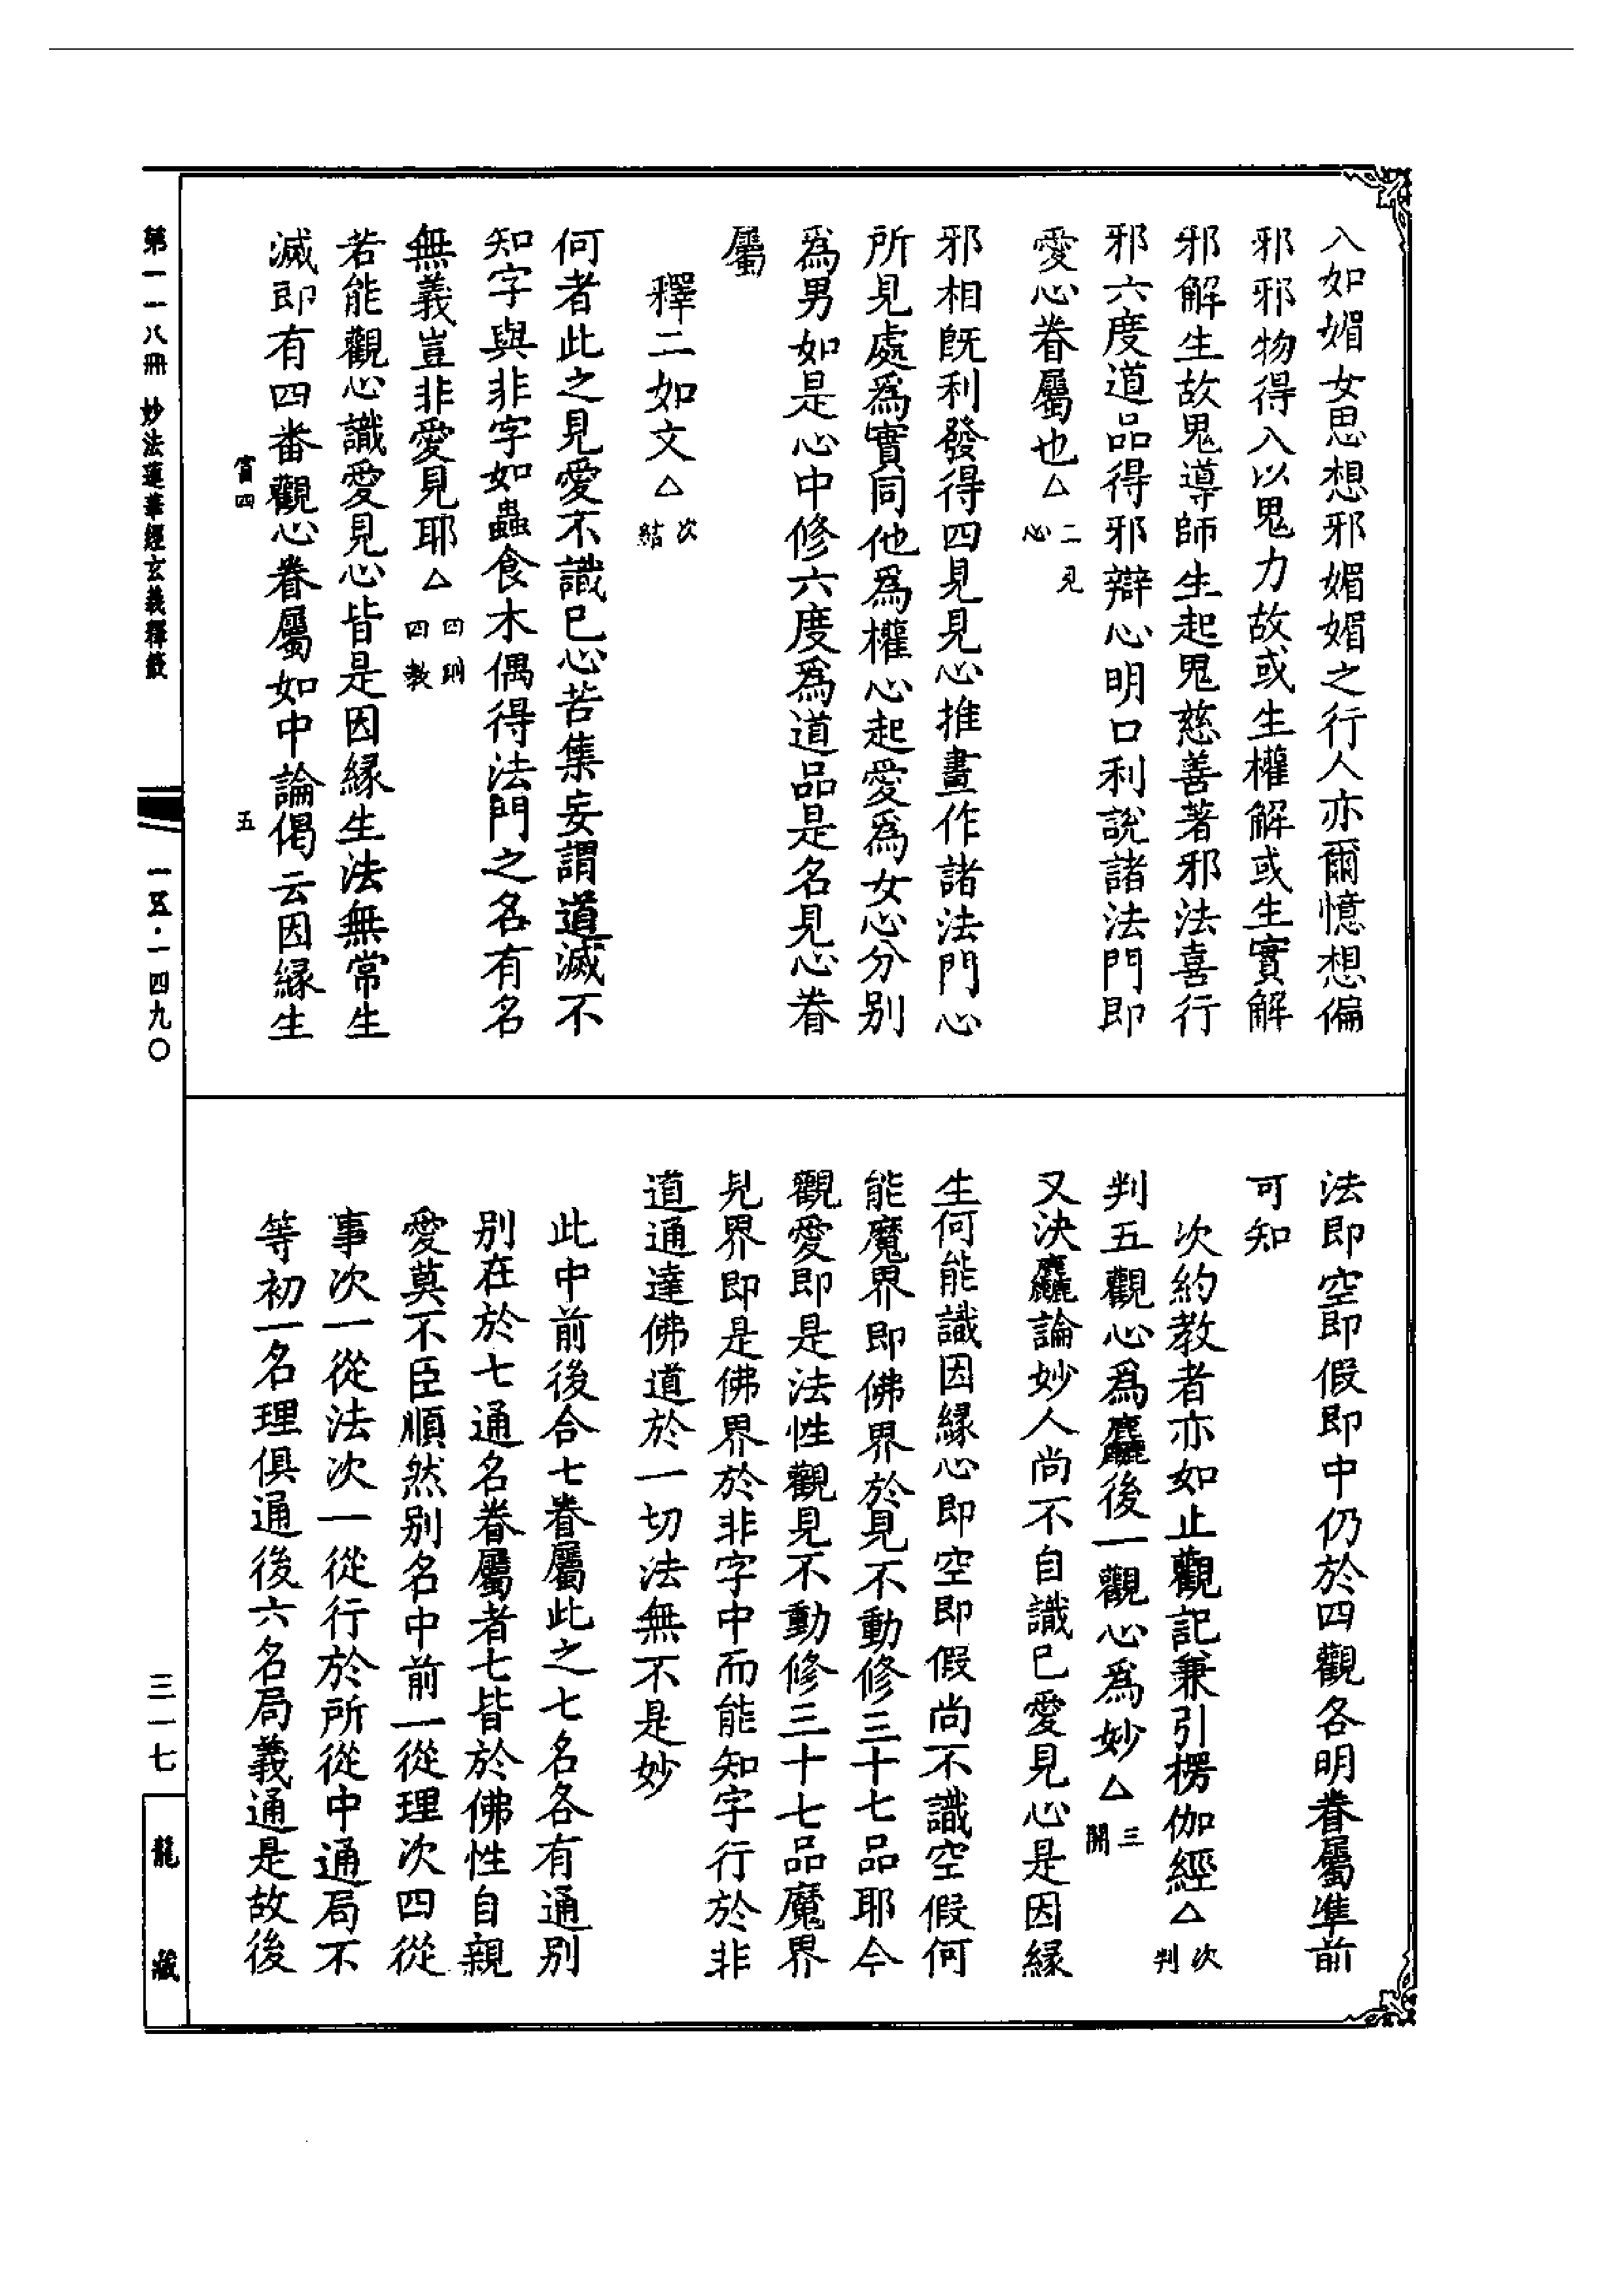 入如媚女思想邪媚媚之行人亦爾憶想偏
邪邪物得入以鬼力故或生權解或生實解
邪解生故鬼導師生起鬼慈善著邪法喜行
邪六度道品得邪辯心明口利說諸法門即
愛心眷屬也△二見心
邪相旣利發得四見見心推畫作諸法門心
所見處爲實同他爲權心起愛爲女心分别
爲男如是心中修六度爲道品是名見心眷
屬
釋二如文△次結
何者此之見愛不識已心苦集妄謂道滅不
知字與非字如蟲食木偶得法門之名有名
無義豈非愛見耶△四明四教
若能觀心識愛見心皆是因緣生法無常生
滅即有四番觀心眷屬如中論偈云因緣生
四
五
法即空即假即中仍於四觀各明眷屬準前
可知
次約教者亦如止觀記兼引楞伽經△次判
判五觀心爲麤後一觀心爲妙△三開
又決麤論妙人尚不自識已愛見心是因緣
生何能識因緣心即空即假尚不識空假何
能魔界即佛界於見不動修三十七品耶今
觀愛即是法性觀見不動修三十七品魔界
見界即是佛界於非字中而能知字行於非
道通達佛道於一切法無不是妙
此中前後合七眷屬此之七名各有通别
别在於七通名眷屬者七皆於佛性自親
愛莫不臣順然别名中前一從理次四從
事次一從法次一從行於所從中通局不
等初一名理俱通後六名局義通是故後
第一一八冊 妙法蓮華經玄義釋籤
一五·一四九〇
三一七
龍藏